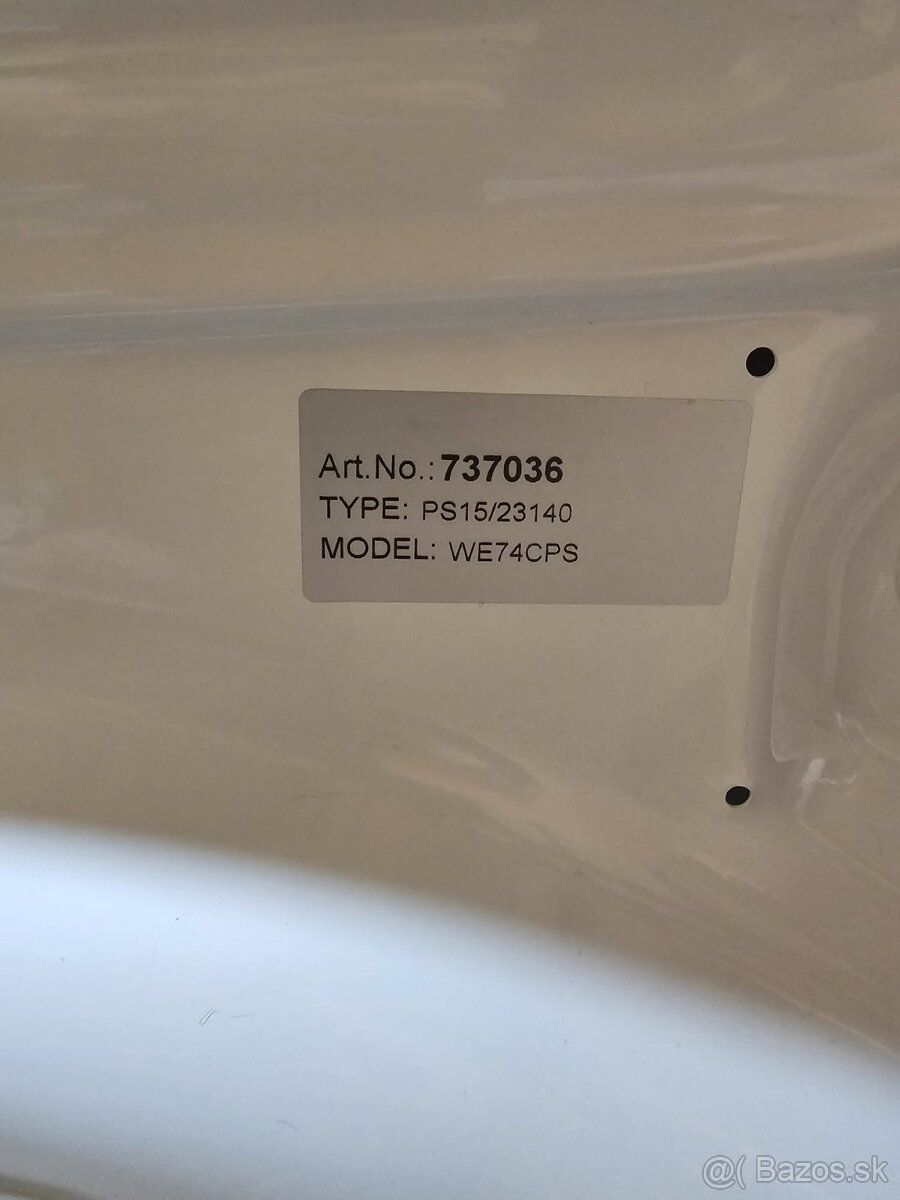 Art.No.: 737036
TYPE: PS15/23140
MODEL: WE74CPS
@( Bazos.sk